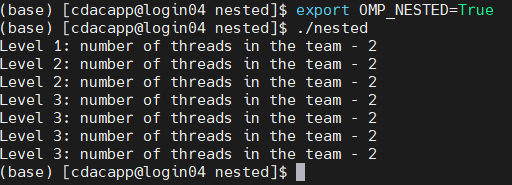 (base) [cdacapp@login04 nested]$ export OMP_NESTED=True
(base) [cdacapp@login04 nested]$ ./nested
Level 1: number of threads in the team - 2
Level 2: number of threads in the team - 2
Level 2: number of threads in the team - 2
Level 3: number of threads in the team - 2
Level 3: number of threads in the team - 2
Level 3: number of threads in the team - 2
Level 3: number of threads in the team - 2
(base) [cdacapp@login04 nested]$